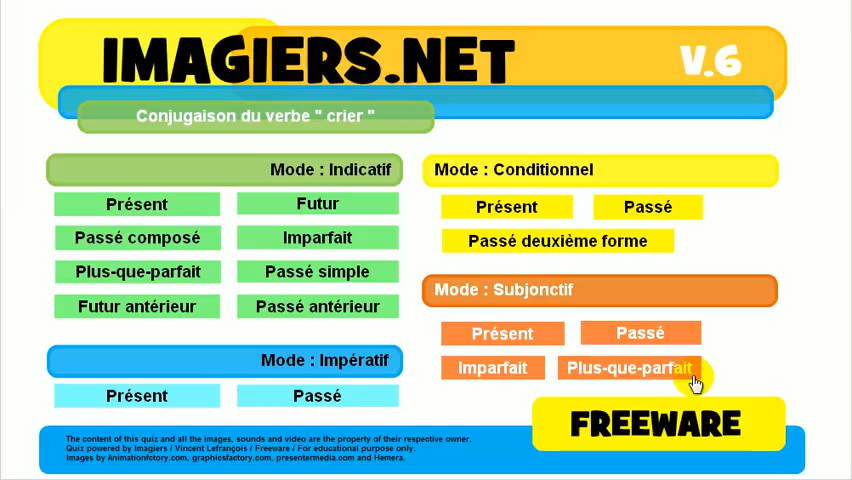 IMAGIERS.NET
V.6
Conjugaison du verbe " crier "
Mode : Indicatif
Présent
Futur
Passé composé
Imparfait
Plus-que-parfait
Passé simple
Futur antérieur
Passé antérieur
Mode : Impératif
Présent
Passé
Mode : Conditionnel
Présent
Passé
Passé deuxième forme
Mode : Subjonctif
Présent
Passé
Imparfait
Plus-que-parfait
FREEWARE
The content of this quiz and all the images, sounds and video are the property of their respective owner.
Quiz powered by Imagiers / Vincent Lefrançois / Freeware / For educational purpose only.
Images by Animationfctory.com, graphicsfactory.com, presentermedia.com and Hemera.